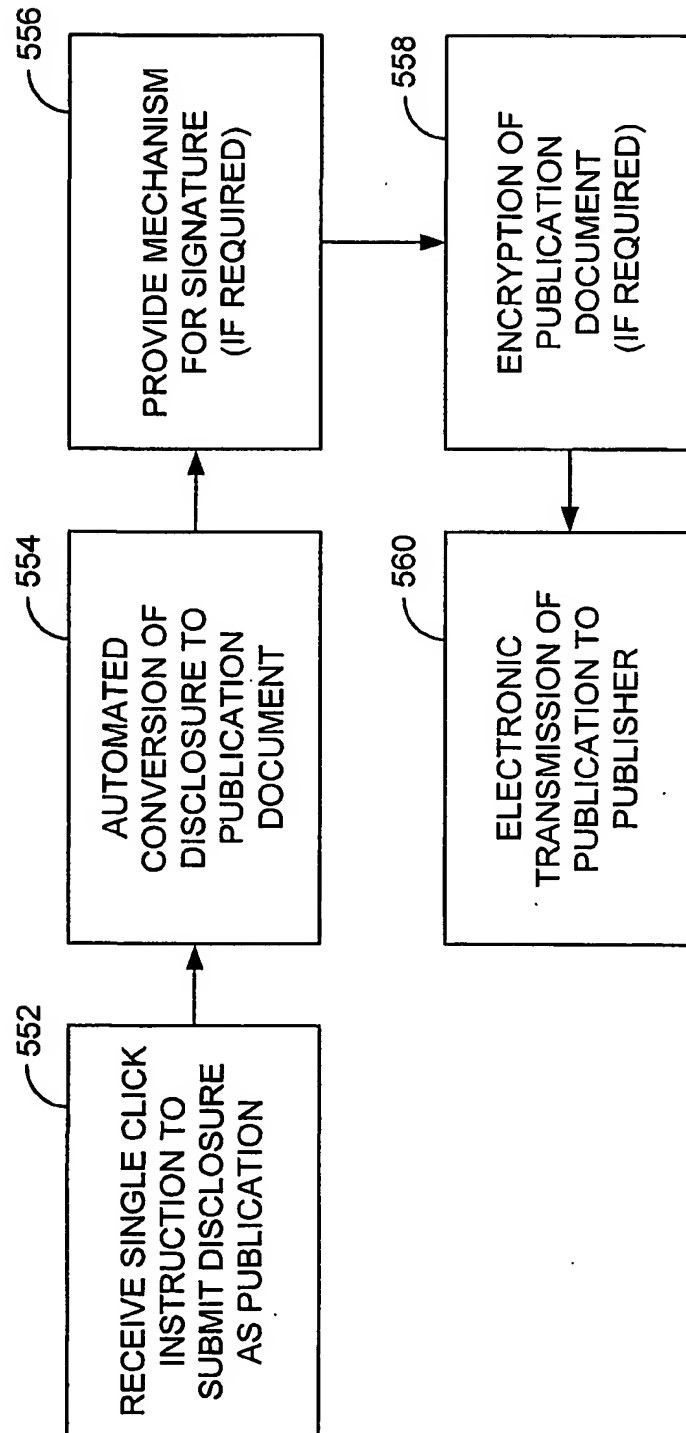 552
RECEIVE SINGLE CLICK
INSTRUCTION TO
SUBMIT DISCLOSURE
AS PUBLICATION
554
AUTOMATED
CONVERSION OF
DISCLOSURE TO
PUBLICATION
DOCUMENT
556
PROVIDE MECHANISM
FOR SIGNATURE
(IF REQUIRED)
558
ENCRYPTION OF
PUBLICATION
DOCUMENT
(IF REQUIRED)
560
ELECTRONIC
TRANSMISSION OF
PUBLICATION TO
PUBLISHER